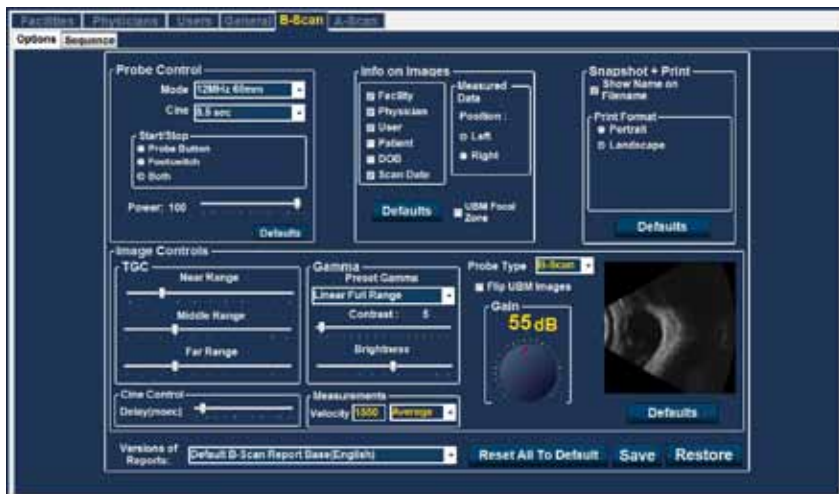 Facilities Physicians Users General B-Scan A-Scan
Options Sequence
Probe Control
Mode 12MHz 60mm
Cine 8.5 sec
Start/Stop
Probe Button
Footswitch
Both
Power: 100
Defaults
Info on Images
Facility
Physician
User
Patient
DOB
Scan Date
Measured
Data
Position :
Left
Right
Defaults
UBM Focal
Zone
Snapshot + Print
Show Name on
Filename
Print Format
Portrait
Landscape
Defaults
Image Controls
TGC
Near Range
Middle Range
Far Range
Gamma
Preset Gamma
Linear Full Range
Contrast : 5
Brightness
Probe Type B-Scan
Flip UBM Images
Gain
55 dB
Defaults
Cine Control
Delay(msec)
Measurements
Velocity 1550 Average
Versions of
Reports: Default B-Scan Report Base(English)
Reset All To Default Save Restore